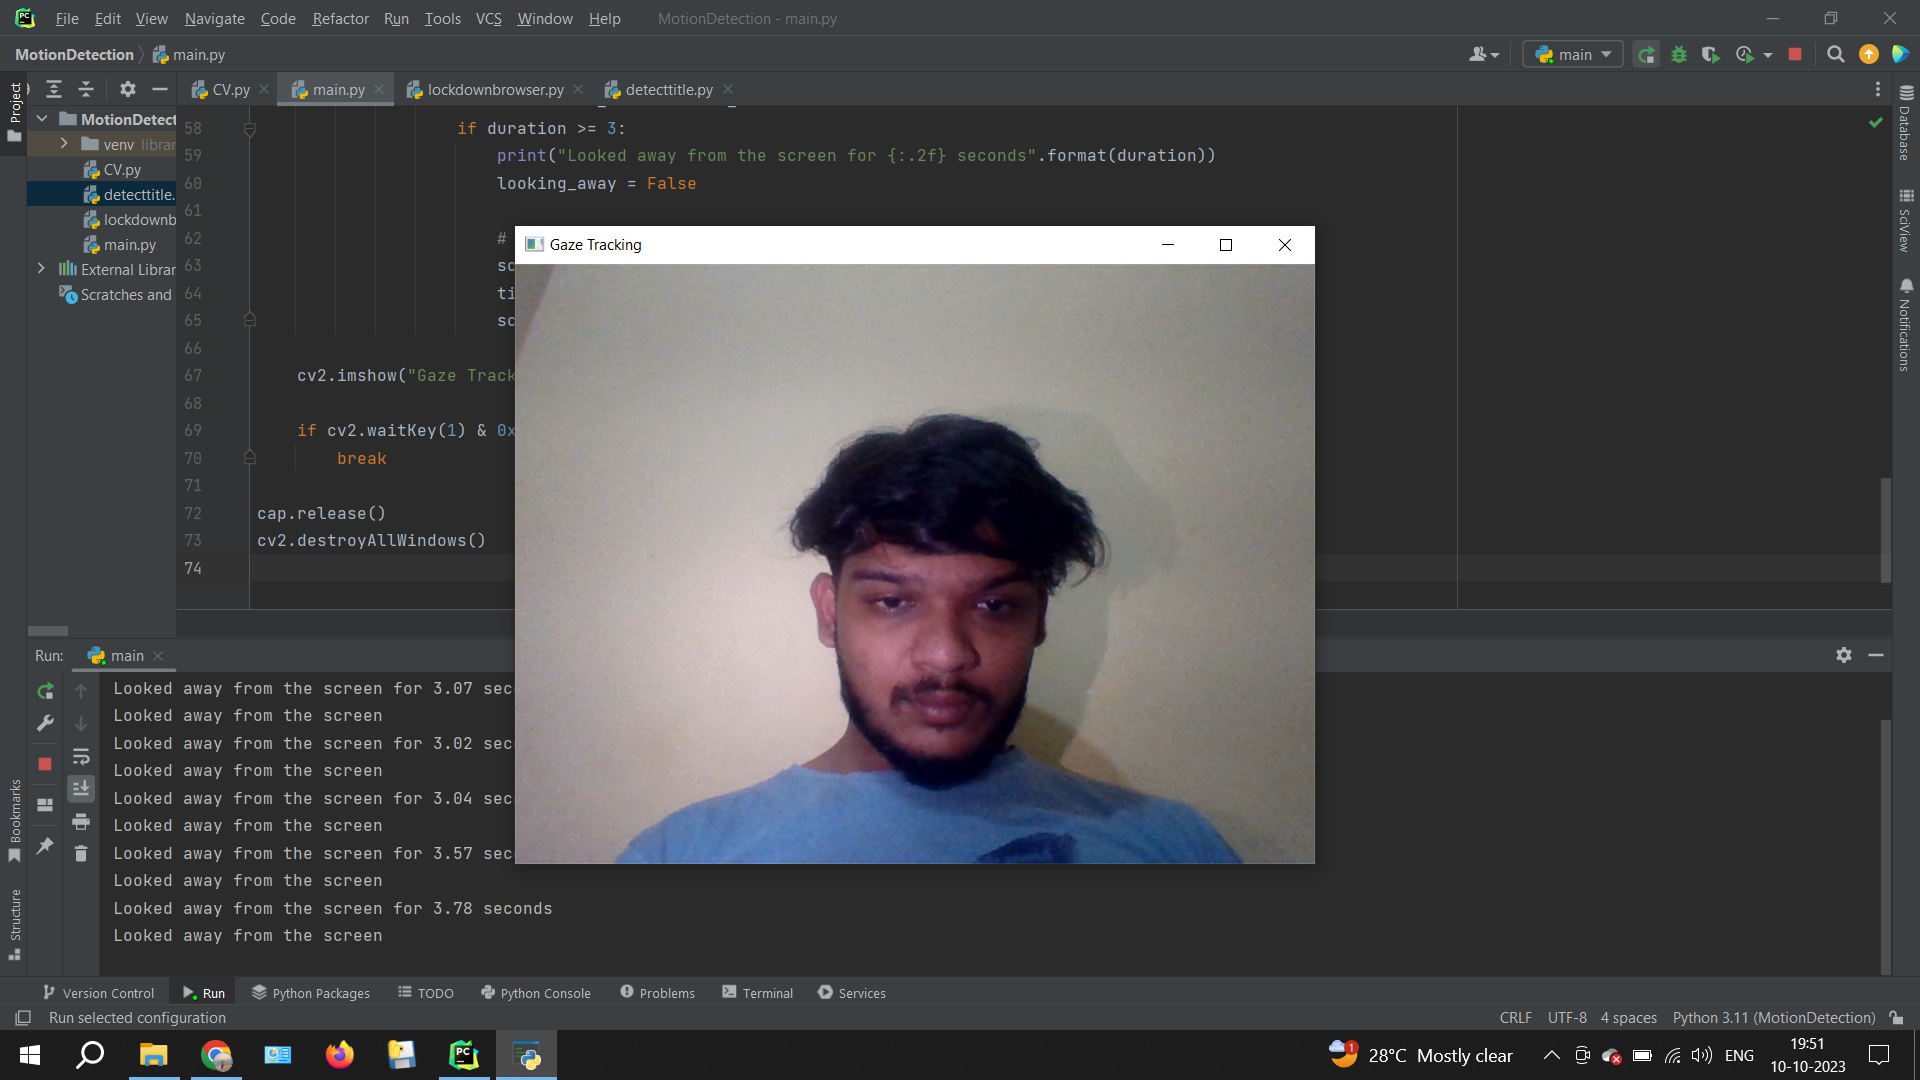 File Edit View Navigate Code Refactor Run Tools VCS Window Help MotionDetection - main.py
MotionDetection main.py
main
Project
CV.py main.py lockdownbrowser.py detecttitle.py
MotionDetect
venv librar
CV.py
detecttitle.
lockdownb
main.py
External Librar
Scratches and
58 if duration >= 3:
59 print("Looked away from the screen for {:.2f} seconds".format(duration))
60 looking_away = False
61
62 #
63 sc
64 ti
65 sc
66
67 cv2.imshow("Gaze Track
68
69 if cv2.waitKey(1) & 0x
70 break
71
72 cap.release()
73 cv2.destroyAllWindows()
74
Gaze Tracking
Database
SciView
Notifications
Run: main
Looked away from the screen for 3.07 sec
Looked away from the screen
Looked away from the screen for 3.02 sec
Looked away from the screen
Looked away from the screen for 3.04 sec
Looked away from the screen
Looked away from the screen for 3.57 sec
Looked away from the screen
Looked away from the screen for 3.78 seconds
Looked away from the screen
Bookmarks
Structure
Version Control Run Python Packages TODO Python Console Problems Terminal Services
Run selected configuration CRLF UTF-8 4 spaces Python 3.11 (MotionDetection)
PC 1 28°C Mostly clear ENG 19:51
10-10-2023